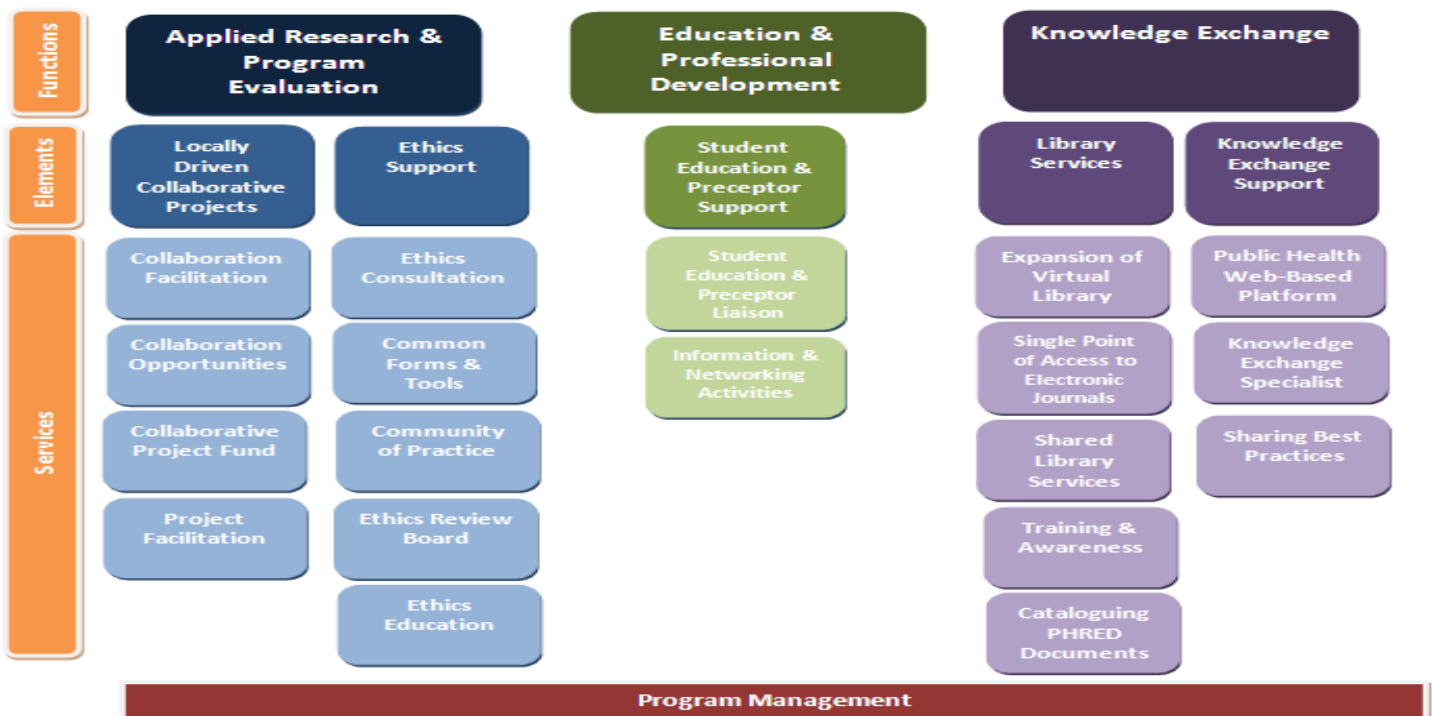 Functions
Applied Research &
Program
Evaluation
Education &
Professional
Development
Knowledge Exchange
Elements
Locally
Driven
Collaborative
Projects
Ethics
Support
Student
Education &
Preceptor
Support
Library
Services
Knowledge
Exchange
Support
Services
Collaboration
Facilitation
Collaboration
Opportunities
Collaborative
Project Fund
Project
Facilitation
Ethics
Consultation
Common
Forms &
Tools
Community
of Practice
Ethics Review
Board
Ethics
Education
Student
Education &
Preceptor
Liaison
Information &
Networking
Activities
Expansion of
Virtual
Library
Single Point
of Access to
Electronic
Journals
Shared
Library
Services
Training &
Awareness
Cataloguing
PHRED
Documents
Public Health
Web-Based
Platform
Knowledge
Exchange
Specialist
Sharing Best
Practices
Program Management